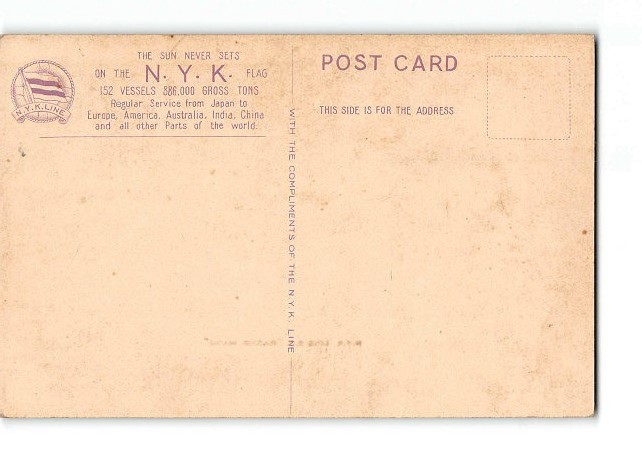 THE SUN NEVER SETS
ON THE N. Y. K. FLAG
152 VESSELS 886,000 GROSS TONS
Regular Service from Japan to
Europe, America, Australia, India, China
and all other Parts of the world.
N.Y.K. LINE
WITH THE COMPLIMENTS OF THE N.Y.K. LINE
POST CARD
THIS SIDE IS FOR THE ADDRESS